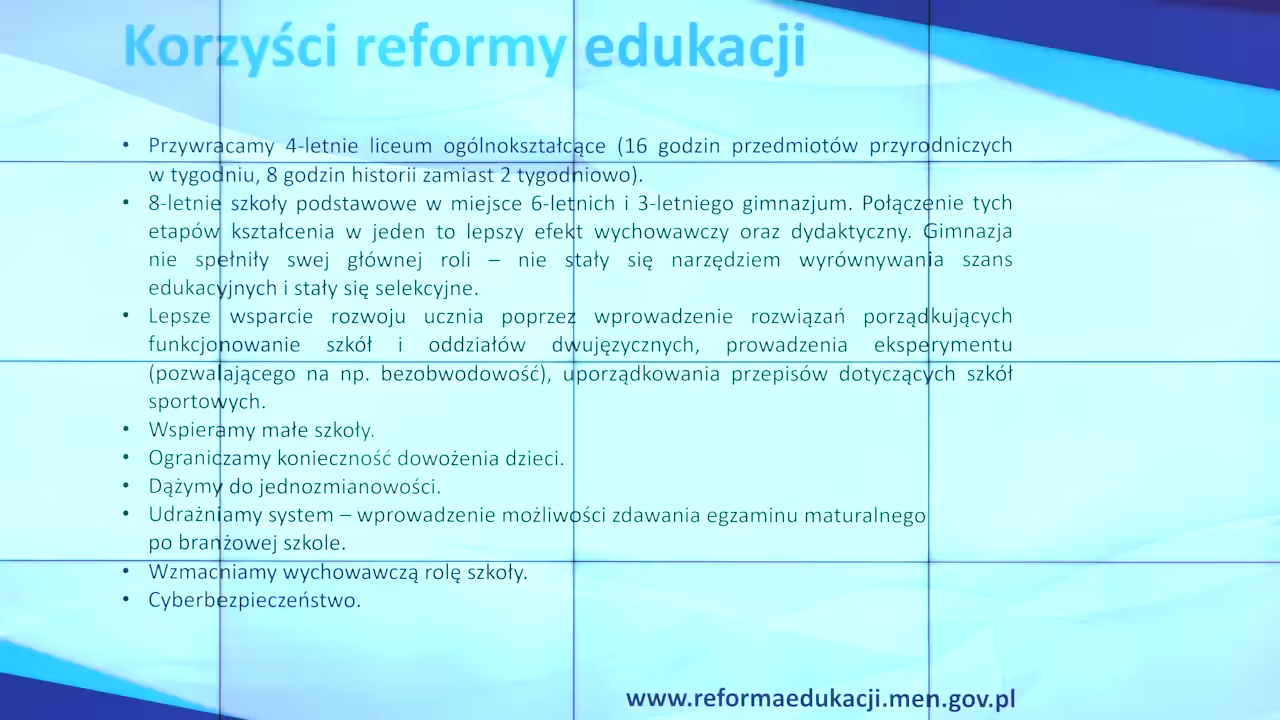 Korzyści reformy edukacji
• Przywracamy 4-letnie liceum ogólnokształcące (16 godzin przedmiotów przyrodniczych
w tygodniu, 8 godzin historii zamiast 2 tygodniowo).
• 8-letnie szkoły podstawowe w miejsce 6-letnich i 3-letniego gimnazjum. Połączenie tych
etapów kształcenia w jeden to lepszy efekt wychowawczy oraz dydaktyczny. Gimnazja
nie spełniły swej głównej roli – nie stały się narzędziem wyrównywania szans
edukacyjnych i stały się selekcyjne.
• Lepsze wsparcie rozwoju ucznia poprzez wprowadzenie rozwiązań porządkujących
funkcjonowanie szkół i oddziałów dwujęzycznych, prowadzenia eksperymentu
(pozwalającego na np. bezobwodowość), uporządkowania przepisów dotyczących szkół
sportowych.
• Wspieramy małe szkoły.
• Ograniczamy konieczność dowożenia dzieci.
• Dążymy do jednozmianowości.
• Udrażniamy system – wprowadzenie możliwości zdawania egzaminu maturalnego
po branżowej szkole.
• Wzmacniamy wychowawczą rolę szkoły.
• Cyberbezpieczeństwo.
www.reformaedukacji.men.gov.pl